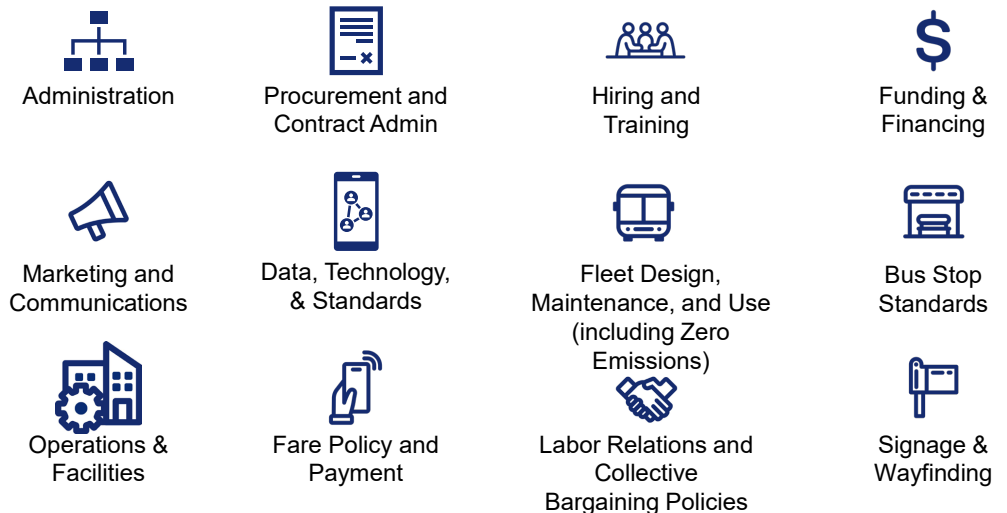 Administration
Procurement and
Contract Admin
Hiring and
Training
$
Funding &
Financing
Marketing and
Communications
Data, Technology,
& Standards
Fleet Design,
Maintenance, and Use
(including Zero
Emissions)
Bus Stop
Standards
Operations &
Facilities
Fare Policy and
Payment
Labor Relations and
Collective
Bargaining Policies
Signage &
Wayfinding